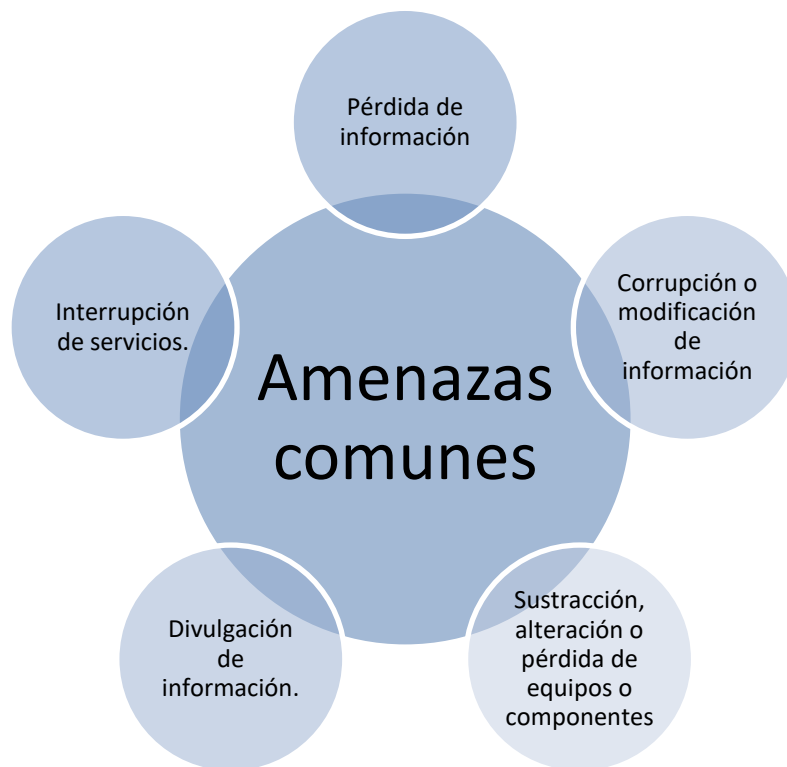 Pérdida de
información
Corrupción o
modificación
de
información
Sustracción,
alteración o
pérdida de
equipos o
componentes
Divulgación
de
información.
Interrupción
de servicios.
Amenazas
comunes